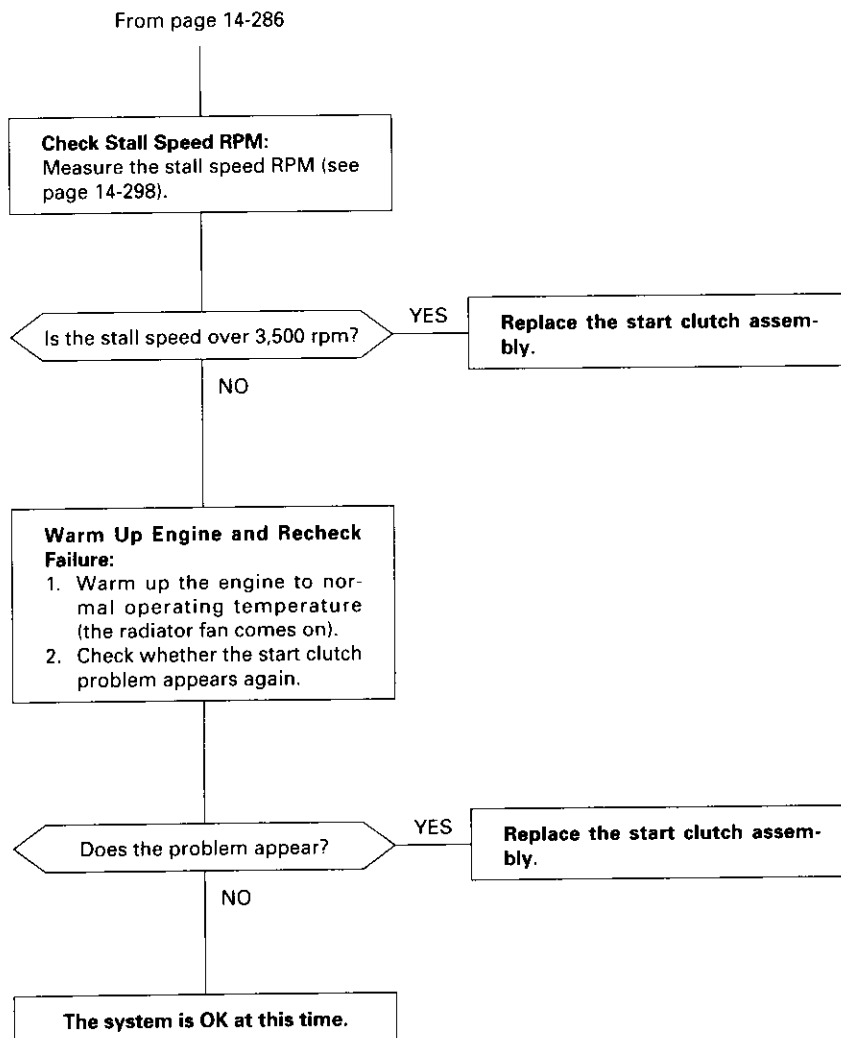 From page 14-286
Check Stall Speed RPM:
Measure the stall speed RPM (see
page 14-298).
Is the stall speed over 3,500 rpm?
YES
Replace the start clutch assem-
bly.
NO
Warm Up Engine and Recheck
Failure:
1. Warm up the engine to nor-
mal operating temperature
(the radiator fan comes on).
2. Check whether the start clutch
problem appears again.
Does the problem appear?
YES
Replace the start clutch assem-
bly.
NO
The system is OK at this time.